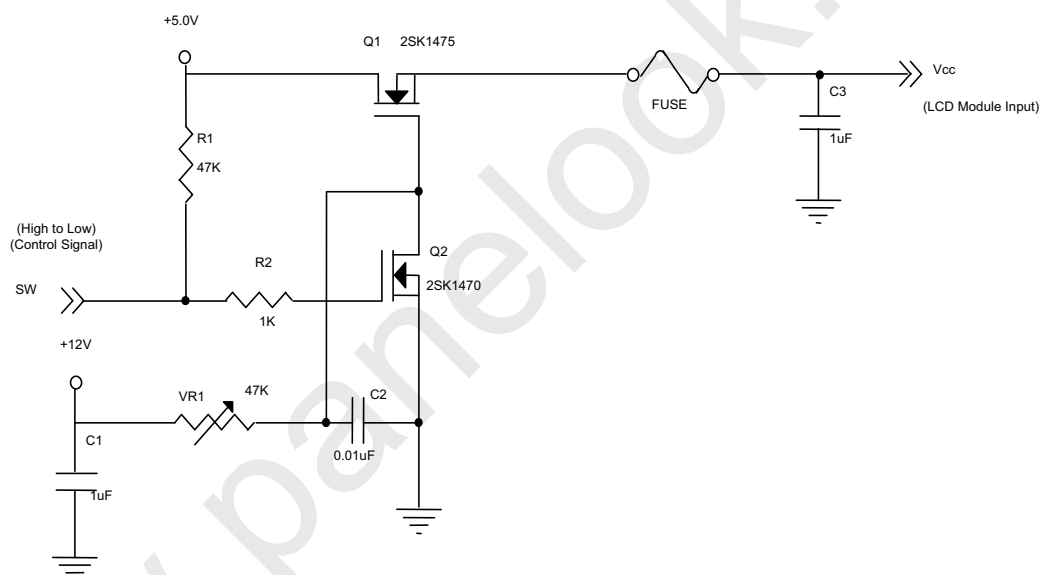 +5.0V
Q1 2SK1475
Vcc
FUSE
C3
(LCD Module Input)
R1
1uF
47K
(High to Low)
(Control Signal)
Q2
R2
SW
2SK1470
1K
+12V
VR1
47K
C2
C1
0.01uF
1uF
panelook.